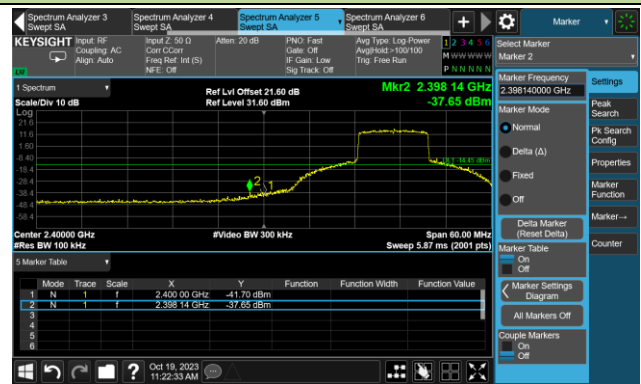 Spectrum Analyzer 3
Swept SA
Spectrum Analyzer 4
Swept SA
Spectrum Analyzer 5
Swept SA
Spectrum Analyzer 6
Swept SA
+
Marker
KEYSIGHT
Input: RF
Coupling: AC
Align: Auto
Input Z: 50 Ω
Corr CCorr
Freq Ref: Int (S)
NFE: Off
Atten: 20 dB
PNO: Fast
Gate: Off
IF Gain: Low
Sig Track: Off
Avg Type: Log-Power
Avg|Hold:>100/100
Trig: Free Run
1 2 3 4 5 6
M W W W W W
P N N N N N
LW
Select Marker
Marker 2
1 Spectrum
Scale/Div 10 dB
Log
Ref Lvl Offset 21.60 dB
Ref Level 31.60 dBm
Mkr2 2.398 14 GHz
-37.65 dBm
21.6
11.6
1.60
-8.40
-18.4
-28.4
-38.4
-48.4
-58.4
DL1 -14.45 dBm
2
1
Center 2.40000 GHz
#Res BW 100 kHz
#Video BW 300 kHz
Span 60.00 MHz
Sweep 5.87 ms (2001 pts)
5 Marker Table
Mode Trace Scale X Y Function Function Width Function Value
1 N 1 f 2.400 00 GHz -41.70 dBm
2 N 1 f 2.398 14 GHz -37.65 dBm
3
4
5
6
Marker Frequency
2.398140000 GHz
Marker Mode
Normal
Delta (Δ)
Fixed
Off
Delta Marker
(Reset Delta)
Marker Table
On
Off
Marker Settings
Diagram
All Markers Off
Couple Markers
On
Off
Settings
Peak
Search
Pk Search
Config
Properties
Marker
Function
Marker→
Counter
?
Oct 19, 2023
11:22:33 AM